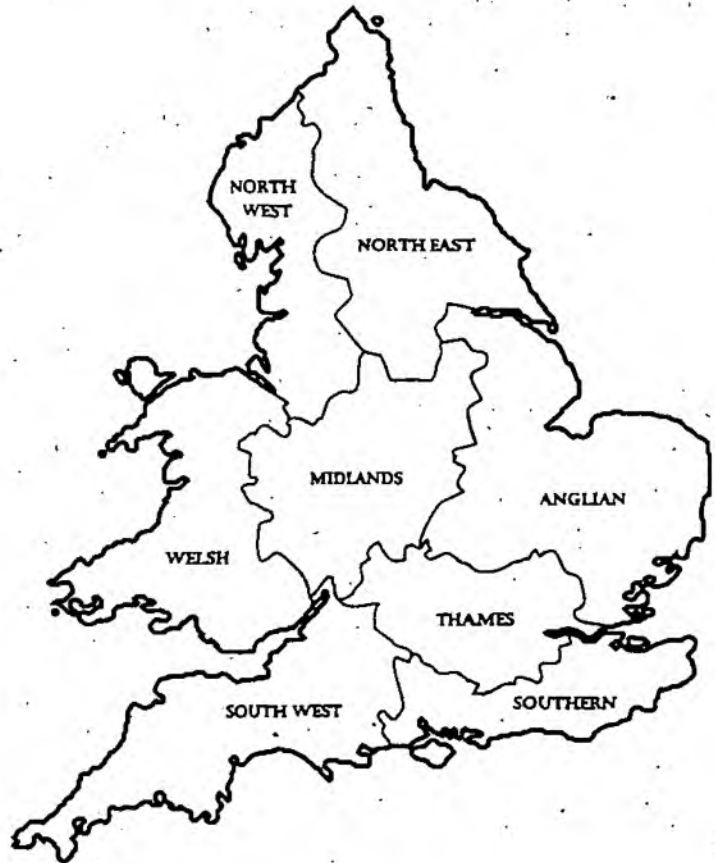 NORTH
WEST
NORTH EAST
MIDLANDS
ANGLIAN
WELSH
THAMES
SOUTH WEST
SOUTHERN